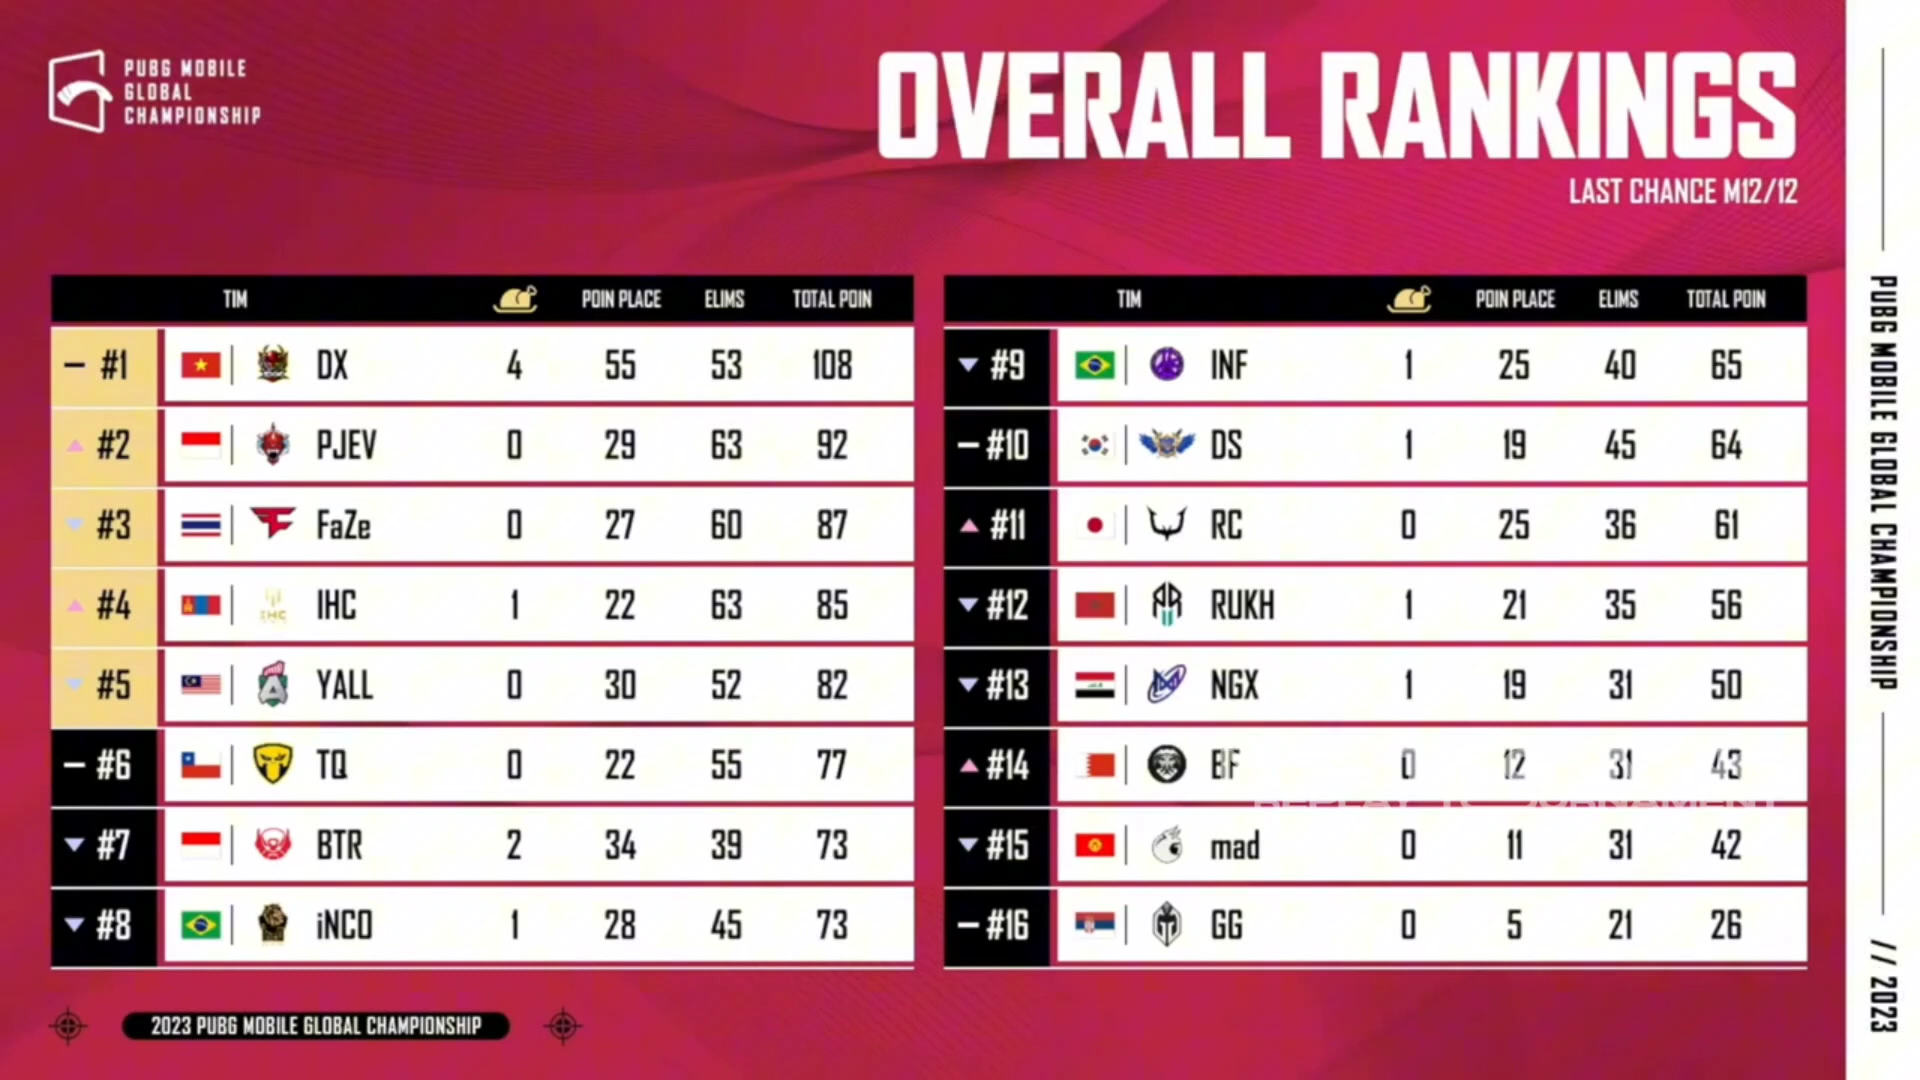 PUBG MOBILE
GLOBAL
CHAMPIONSHIP
OVERALL RANKINGS
LAST CHANCE M12/12
TIM POIN PLACE ELIMS TOTAL POIN
#1 DX 4 55 53 108
#2 PJEV 0 29 63 92
#3 FaZe 0 27 60 87
#4 IHC IHC 1 22 63 85
#5 YALL 0 30 52 82
#6 TQ 0 22 55 77
#7 BTR 2 34 39 73
#8 iNCO 1 28 45 73
TIM POIN PLACE ELIMS TOTAL POIN
#9 INF 1 25 40 65
#10 DS 1 19 45 64
#11 RC 0 25 36 61
#12 RUKH 1 21 35 56
#13 NGX 1 19 31 50
#14 BF 0 12 31 43
#15 mad 0 11 31 42
#16 GG 0 5 21 26
2023 PUBG MOBILE GLOBAL CHAMPIONSHIP
PUBG MOBILE GLOBAL CHAMPIONSHIP // 2023